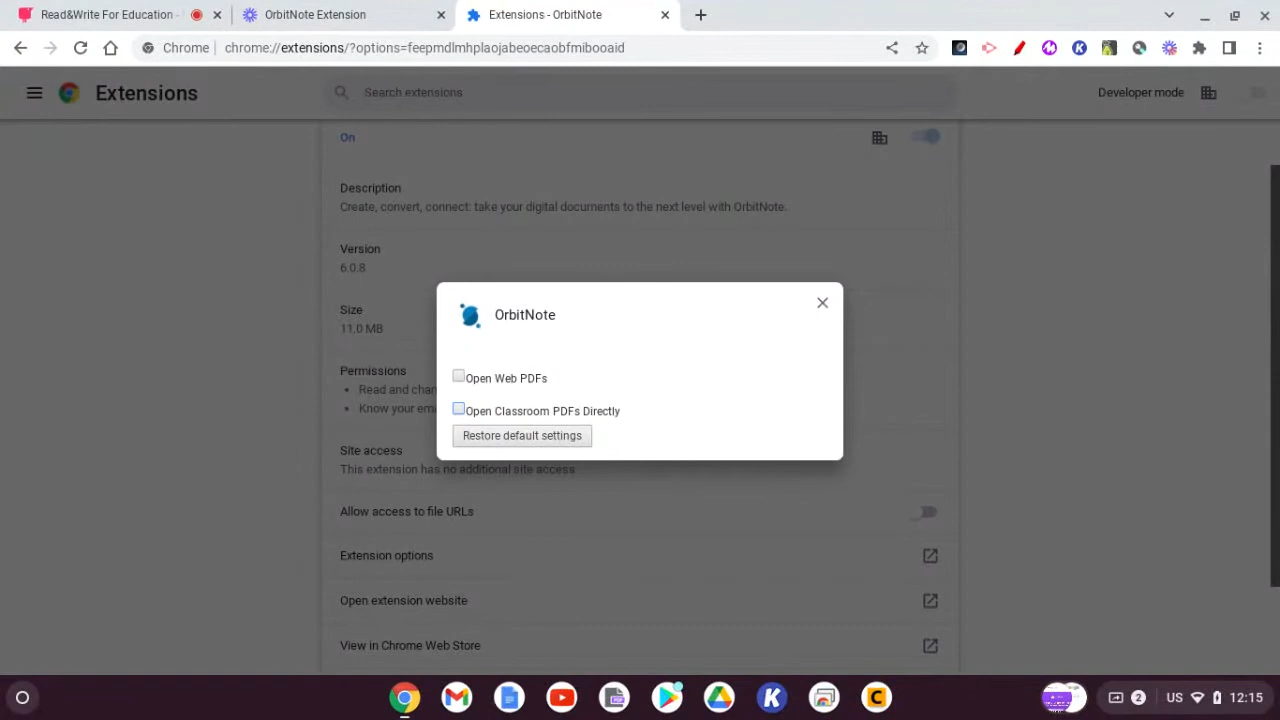 Read&Write For Education -
OrbitNote Extension
Extensions - OrbitNote
Chrome
chrome://extensions/?options=feepmdlmhplaojabeoecaobfmibooaid
Extensions
Search extensions
Developer mode
On
Description
Create, convert, connect: take your digital documents to the next level with OrbitNote.
Version
6.0.8
Size
11.0 MB
OrbitNote
Open Web PDFs
Permissions
Read and chan
Know your ema
Open Classroom PDFs Directly
Restore default settings
Site access
This extension has no additional site access
Allow access to file URLs
Extension options
Open extension website
View in Chrome Web Store
2
US
12:15